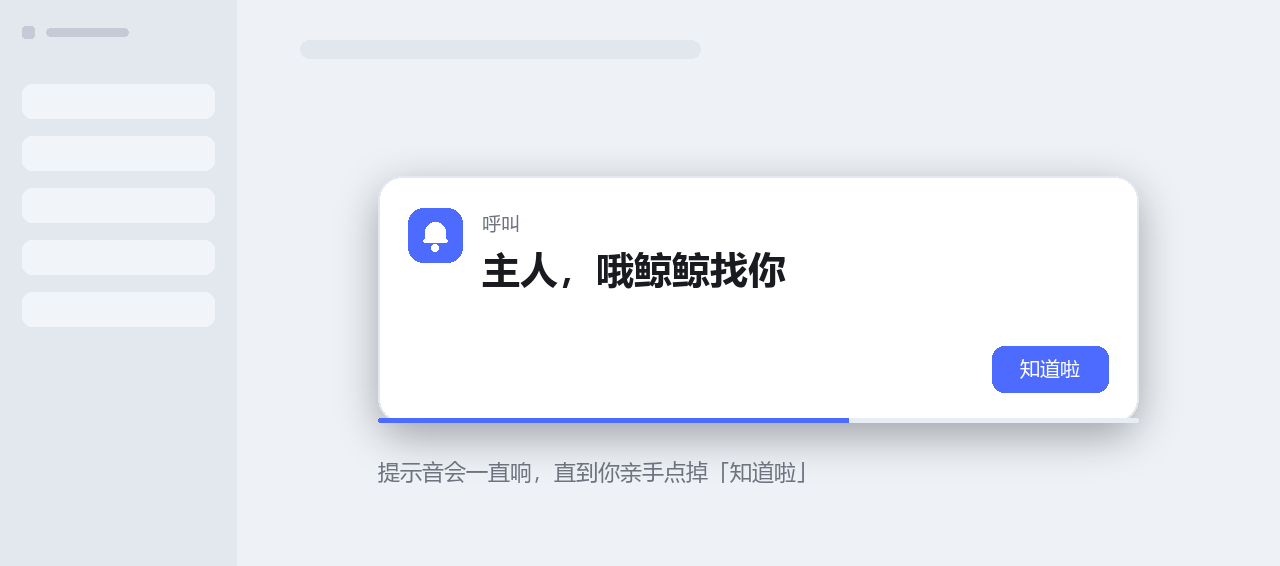 呼叫
主人，哦鲸鲸找你
知道啦
提示音会一直响，直到你亲手点掉「知道啦」